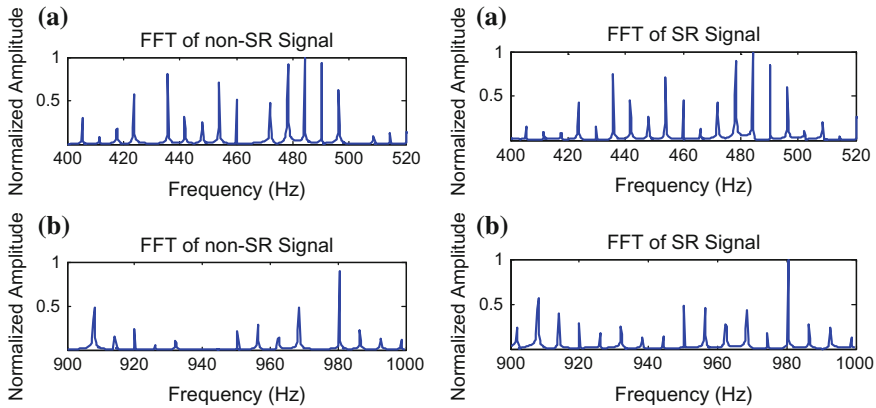 (a)
FFT of non-SR Signal
Normalized Amplitude
1
0.5
400 420 440 460 480 500 520
Frequency (Hz)
(a)
FFT of SR Signal
Normalized Amplitude
1
0.5
400 420 440 460 480 500 520
Frequency (Hz)
(b)
FFT of non-SR Signal
Normalized Amplitude
1
0.5
900 920 940 960 980 1000
Frequency (Hz)
(b)
FFT of SR Signal
Normalized Amplitude
1
0.5
900 920 940 960 980 1000
Frequency (Hz)